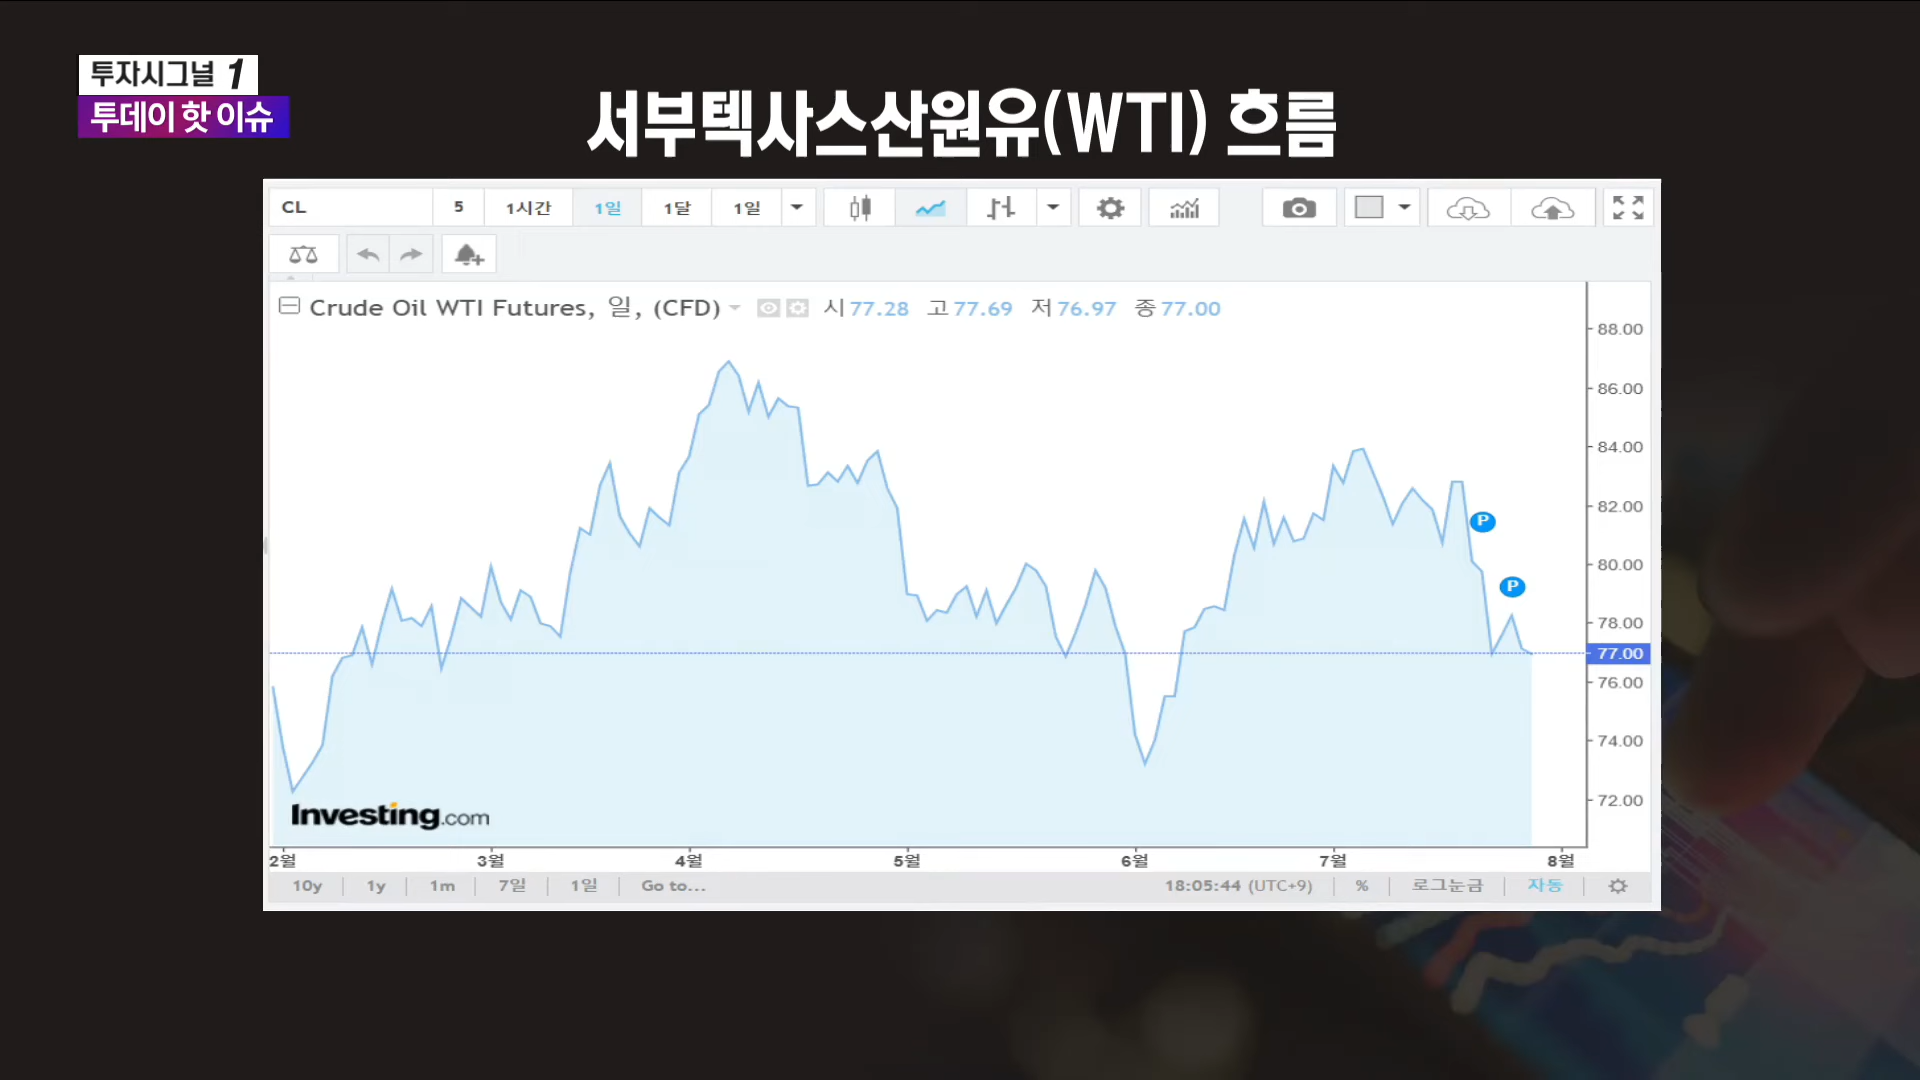 투자시그널 1
투데이 핫 이슈
서부텍사스산원유(WTI) 흐름
CL 5 1시간 1일 1달 1일
Crude Oil WTI Futures, 일, (CFD) 시 77.28 고 77.69 저 76.97 종 77.00
88.00
86.00
84.00
82.00
P
80.00
P
78.00
77.00
76.00
74.00
72.00
Investing.com
2월 3월 4월 5월 6월 7월 8월
10y 1y 1m 7일 1일 Go to... 18:05:44 (UTC+9) % 로그눈금 자동